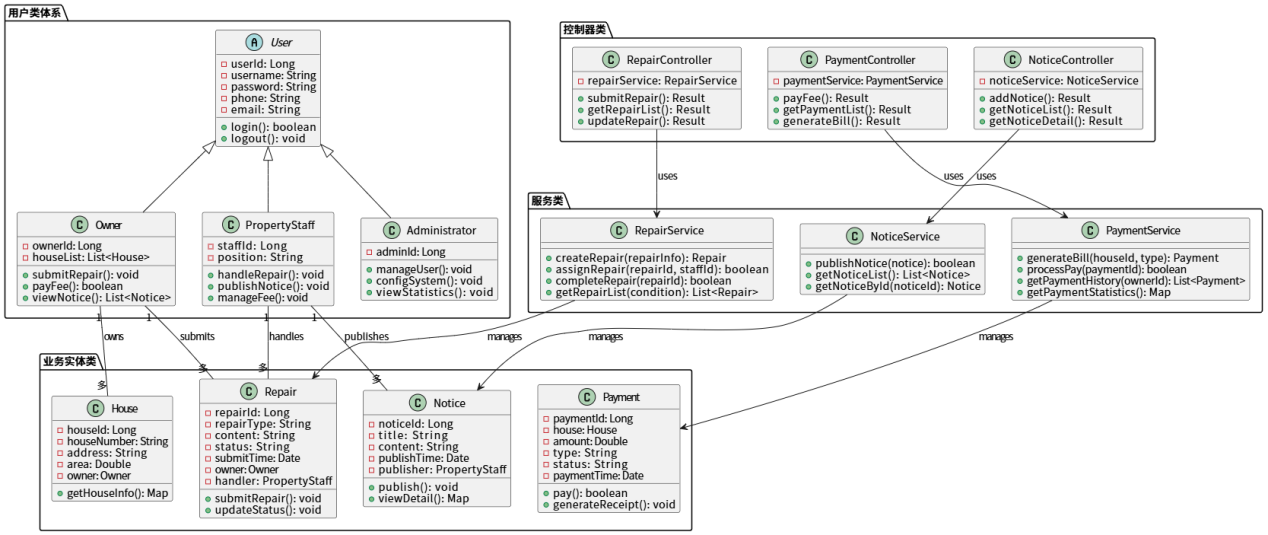 用户类体系
A User
userId: Long
username: String
password: String
phone: String
email: String
login(): boolean
logout(): void
C Owner
ownerId: Long
houseList: List<House>
submitRepair(): void
payFee(): boolean
viewNotice(): List<Notice>
C PropertyStaff
staffId: Long
position: String
handleRepair(): void
publishNotice(): void
manageFee(): void
C Administrator
adminId: Long
manageUser(): void
configSystem(): void
viewStatistics(): void
控制器类
C RepairController
repairService: RepairService
submitRepair(): Result
getRepairList(): Result
updateRepair(): Result
C PaymentController
paymentService: PaymentService
payFee(): Result
getPaymentList(): Result
generateBill(): Result
C NoticeController
noticeService: NoticeService
addNotice(): Result
getNoticeList(): Result
getNoticeDetail(): Result
uses
uses
uses
服务类
C RepairService
createRepair(repairInfo): Repair
assignRepair(repairId, staffId): boolean
completeRepair(repairId): boolean
getRepairList(condition): List<Repair>
C NoticeService
publishNotice(notice): boolean
getNoticeList(): List<Notice>
getNoticeById(noticeId): Notice
C PaymentService
generateBill(houseId, type): Payment
processPay(paymentId): boolean
getPaymentHistory(ownerId): List<Payment>
getPaymentStatistics(): Map
1
1
1
1
owns
submits
handles
publishes
manages
manages
manages
多
多
多
多
业务实体类
C House
houseId: Long
houseNumber: String
address: String
area: Double
owner: Owner
getHouseInfo(): Map
C Repair
repairId: Long
repairType: String
content: String
status: String
submitTime: Date
owner: Owner
handler: PropertyStaff
submitRepair(): void
updateStatus(): void
C Notice
noticeId: Long
title: String
content: String
publishTime: Date
publisher: PropertyStaff
publish(): void
viewDetail(): Map
C Payment
paymentId: Long
house: House
amount: Double
type: String
status: String
paymentTime: Date
pay(): boolean
generateReceipt(): void